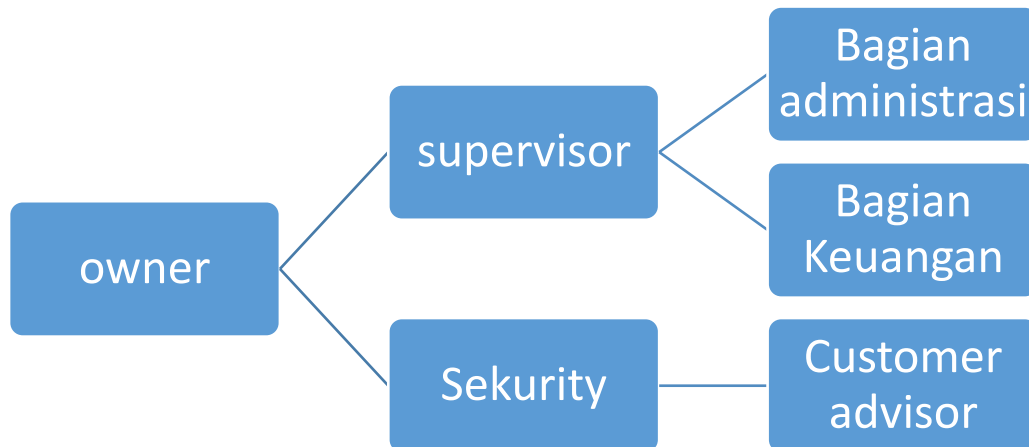 owner
supervisor
Sekurity
Bagian
administrasi
Bagian
Keuangan
Customer
advisor